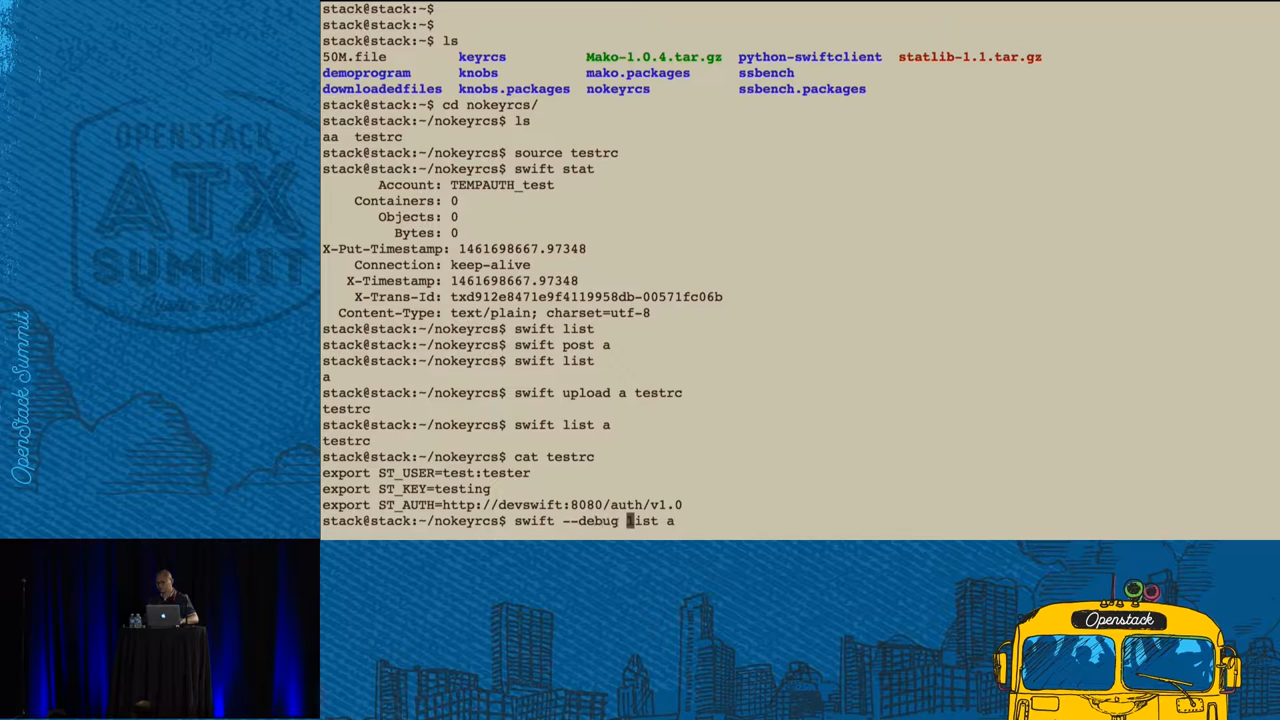 stack@stack:~$
stack@stack:~$
stack@stack:~$ ls
50M.file keyrcs Mako-1.0.4.tar.gz python-swiftclient statlib-1.1.tar.gz
demoprogram knobs mako.packages ssbench
downloadedfiles knobs.packages nokeyrcs ssbench.packages
stack@stack:~$ cd nokeyrcs/
stack@stack:~/nokeyrcs$ ls
aa testrc
stack@stack:~/nokeyrcs$ source testrc
stack@stack:~/nokeyrcs$ swift stat
Account: TEMPAUTH_test
Containers: 0
Objects: 0
Bytes: 0
X-Put-Timestamp: 1461698667.97348
Connection: keep-alive
X-Timestamp: 1461698667.97348
X-Trans-Id: txd912e8471e9f4119958db-00571fc06b
Content-Type: text/plain; charset=utf-8
stack@stack:~/nokeyrcs$ swift list
stack@stack:~/nokeyrcs$ swift post a
stack@stack:~/nokeyrcs$ swift list
a
stack@stack:~/nokeyrcs$ swift upload a testrc
testrc
stack@stack:~/nokeyrcs$ swift list a
testrc
stack@stack:~/nokeyrcs$ cat testrc
export ST_USER=test:tester
export ST_KEY=testing
export ST_AUTH=http://devswift:8080/auth/v1.0
stack@stack:~/nokeyrcs$ swift --debug list a
OPENSTACK
ATX
SUMMIT
OpenStack Summit
Openstack